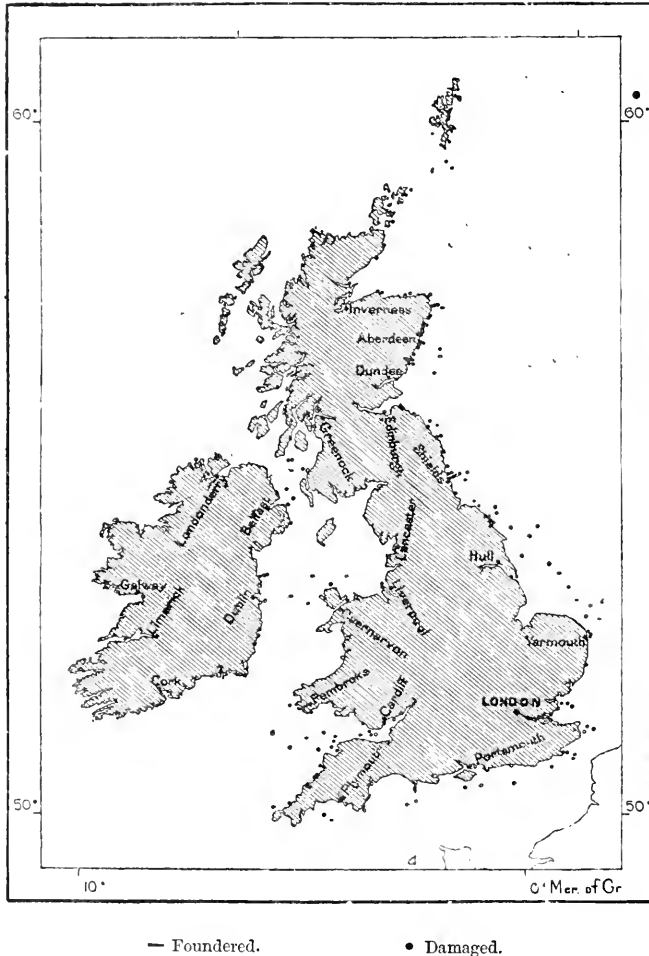 60°
60°
Inverness
Aberdeen
Dundee
Edinburgh
Greenock
Shields
Londonderry
Belfast
Lancaster
Hull
Galway
Limerick
Dublin
Liverpool
Cærnarvon
Yarmouth
Cork
Pembroke
Cardiff
LONDON
Plymouth
Portsmouth
50°
50°
10°
0° Mer. of Gr
— Foundered.
• Damaged.